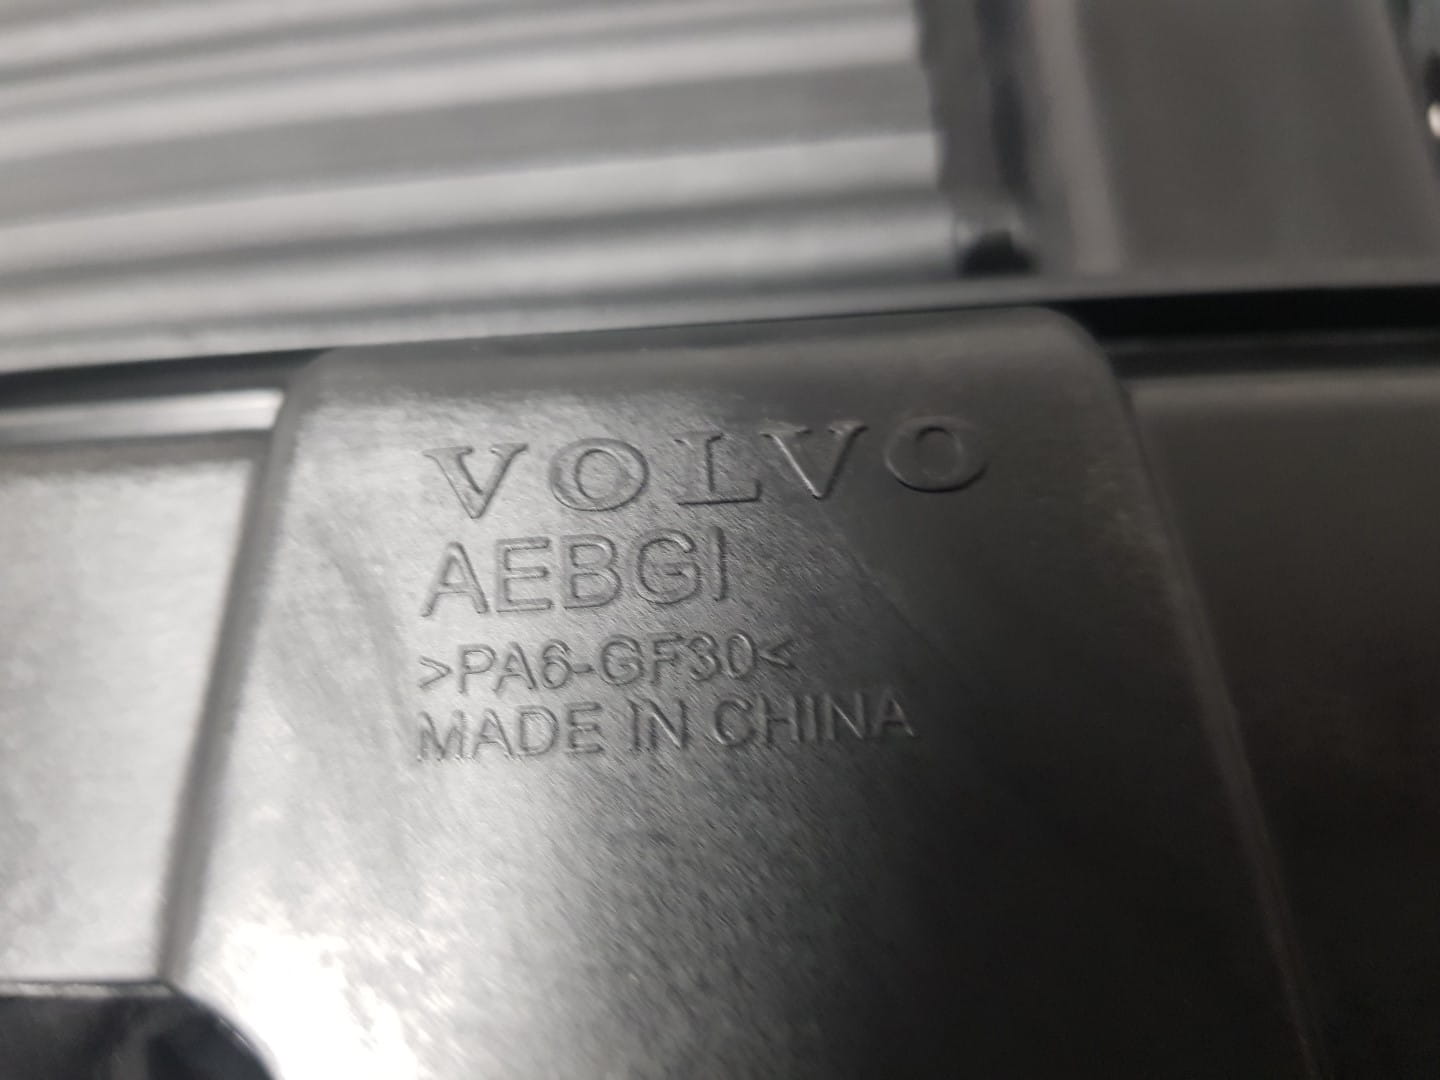 VOLVO
AEBGI
>PA6-GF30<
MADE IN CHINA